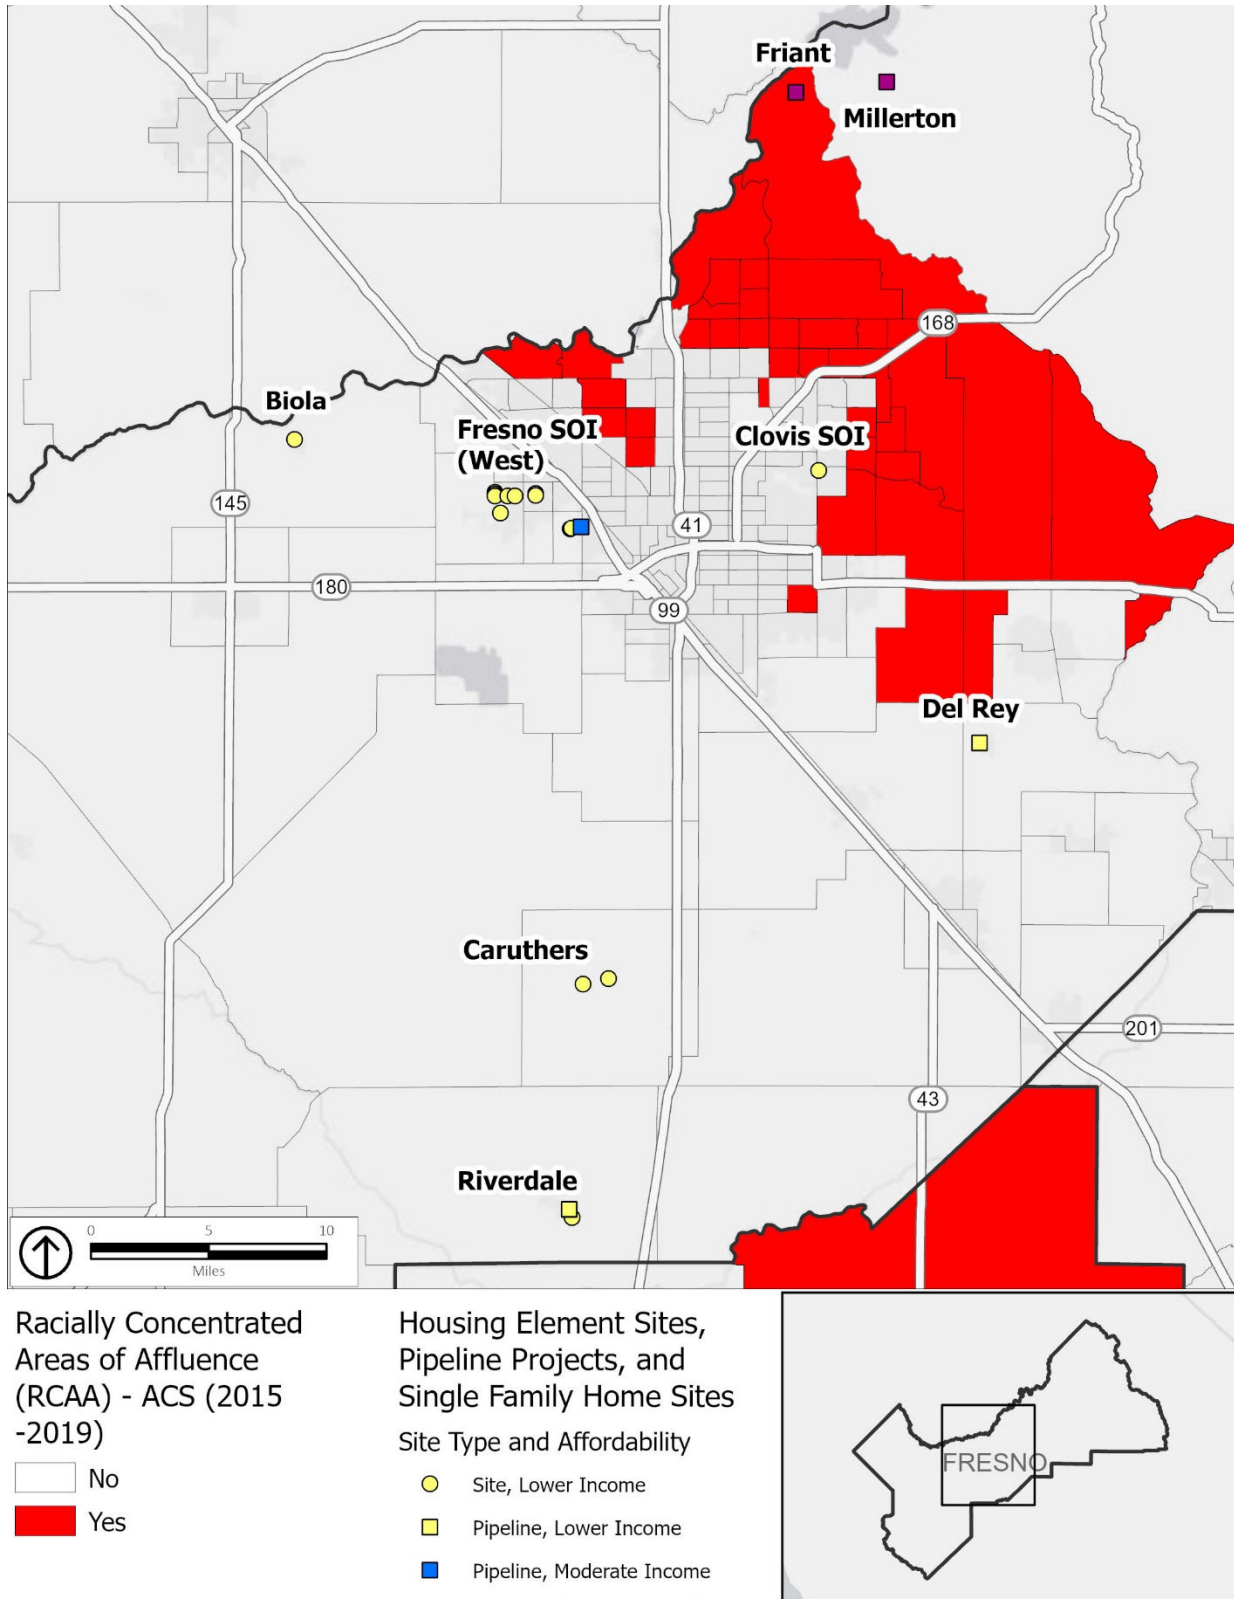 Friant
Millerton
168
Biola
Fresno SOI
(West)
Clovis SOI
145
41
180
99
Del Rey
Caruthers
201
43
Riverdale
0 5 10
Miles
Racially Concentrated
Areas of Affluence
(RCAA) - ACS (2015
-2019)
No
Yes
Housing Element Sites,
Pipeline Projects, and
Single Family Home Sites
Site Type and Affordability
Site, Lower Income
Pipeline, Lower Income
Pipeline, Moderate Income
FRESNO